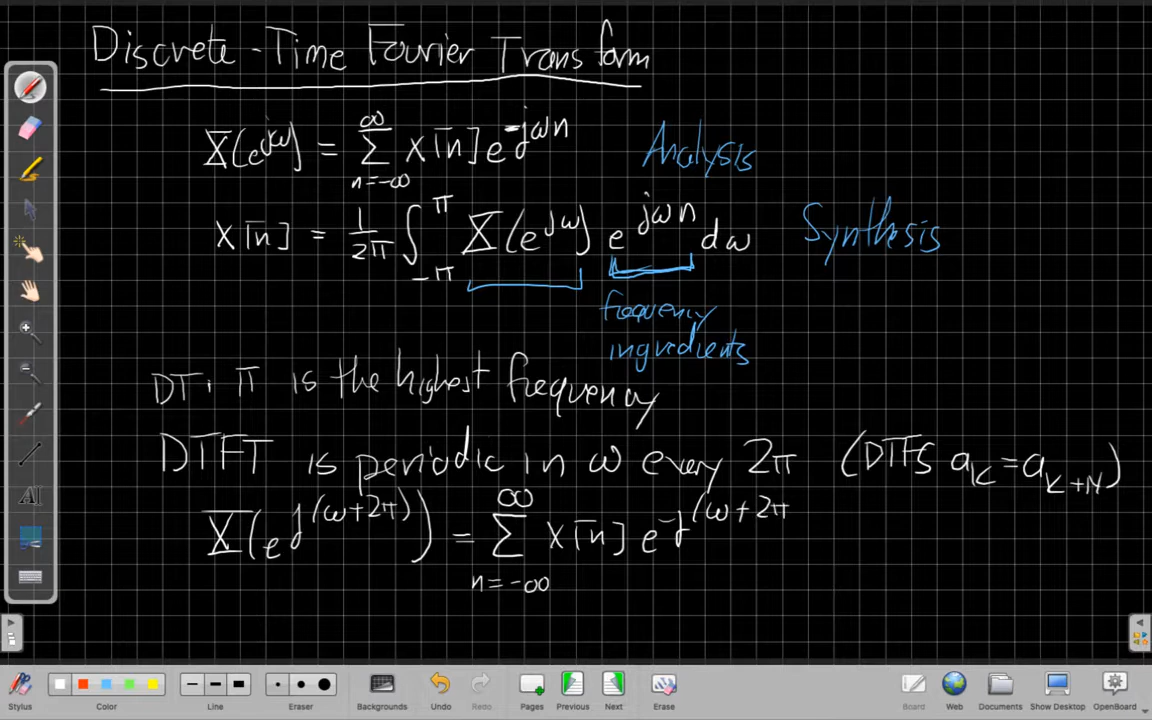 Discrete-Time Fourier Transform
X(e^{jω}) = ∑_{n=-∞}^{∞} x[n] e^{-jωn} Analysis
x[n] = 1/2π ∫_{-π}^{π} X(e^{jω}) e^{jωn} dω Synthesis
frequency
ingredients
DT: π is the highest frequency
DTFT is periodic in ω every 2π (DTFS a_k = a_{k+N})
X(e^{j(ω+2π)}) = ∑_{n=-∞}^{∞} x[n] e^{-j(ω+2π
Stylus Color Line Eraser Backgrounds Undo Redo Pages Previous Next Erase Board Web Documents Show Desktop OpenBoard